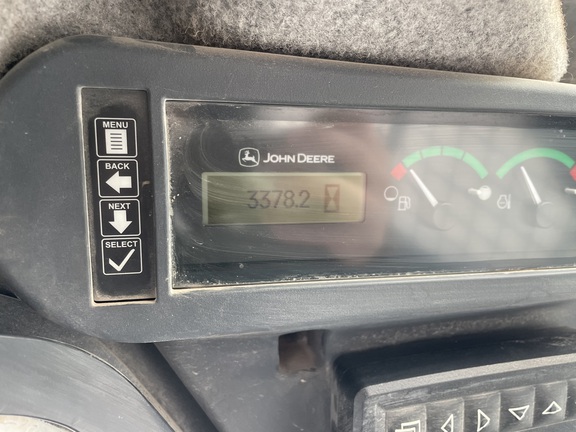 MENU
BACK
NEXT
SELECT
JOHN DEERE
3378.2